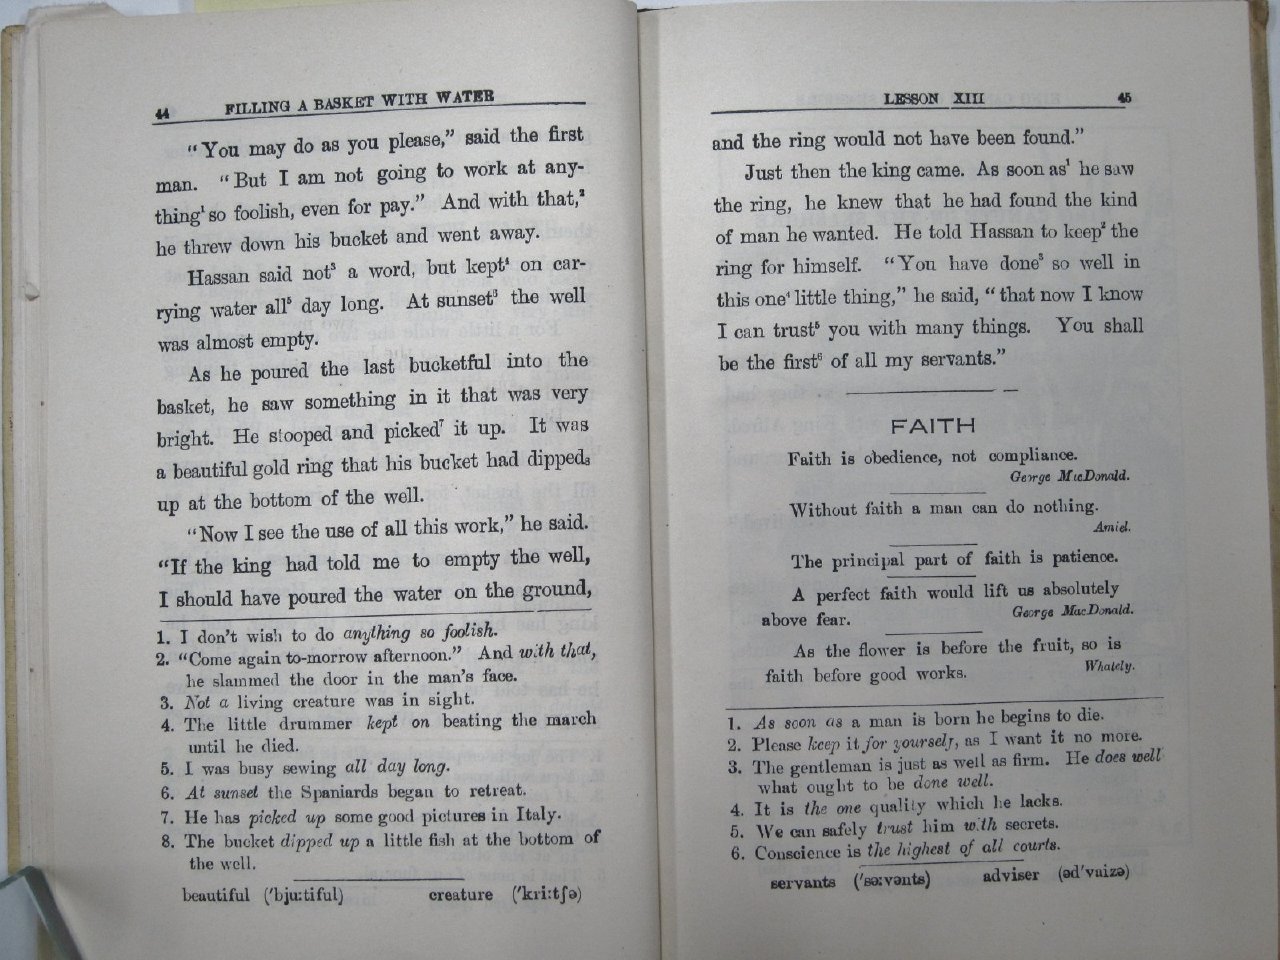 44 FILLING A BASKET WITH WATER
“You may do as you please,” said the first
man. “But I am not going to work at any-
thing¹ so foolish, even for pay.” And with that,²
he threw down his bucket and went away.
Hassan said not³ a word, but kept⁴ on car-
rying water all⁵ day long. At sunset⁶ the well
was almost empty.
As he poured the last bucketful into the
basket, he saw something in it that was very
bright. He stooped and picked⁷ it up. It was
a beautiful gold ring that his bucket had dipped₈
up at the bottom of the well.
“Now I see the use of all this work,” he said.
“If the king had told me to empty the well,
I should have poured the water on the ground,
1. I don't wish to do anything so foolish.
2. “Come again to-morrow afternoon.” And with that,
he slammed the door in the man's face.
3. Not a living creature was in sight.
4. The little drummer kept on beating the march
until he died.
5. I was busy sewing all day long.
6. At sunset the Spaniards began to retreat.
7. He has picked up some good pictures in Italy.
8. The bucket dipped up a little fish at the bottom of
the well.
beautiful ('bju:tiful) creature ('kri:tʃə)
LESSON XIII 45
and the ring would not have been found.”
Just then the king came. As soon as¹ he saw
the ring, he knew that he had found the kind
of man he wanted. He told Hassan to keep² the
ring for himself. “You have done³ so well in
this one⁴ little thing,” he said, “that now I know
I can trust⁵ you with many things. You shall
be the first⁶ of all my servants.”
FAITH
Faith is obedience, not compliance.
George MacDonald.
Without faith a man can do nothing.
Amiel.
The principal part of faith is patience.
A perfect faith would lift us absolutely
above fear. George MacDonald.
As the flower is before the fruit, so is
faith before good works. Whately.
1. As soon as a man is born he begins to die.
2. Please keep it for yourself, as I want it no more.
3. The gentleman is just as well as firm. He does well
what ought to be done well.
4. It is the one quality which he lacks.
5. We can safely trust him with secrets.
6. Conscience is the highest of all courts.
servants ('sə:vənts) adviser (əd'vaizə)